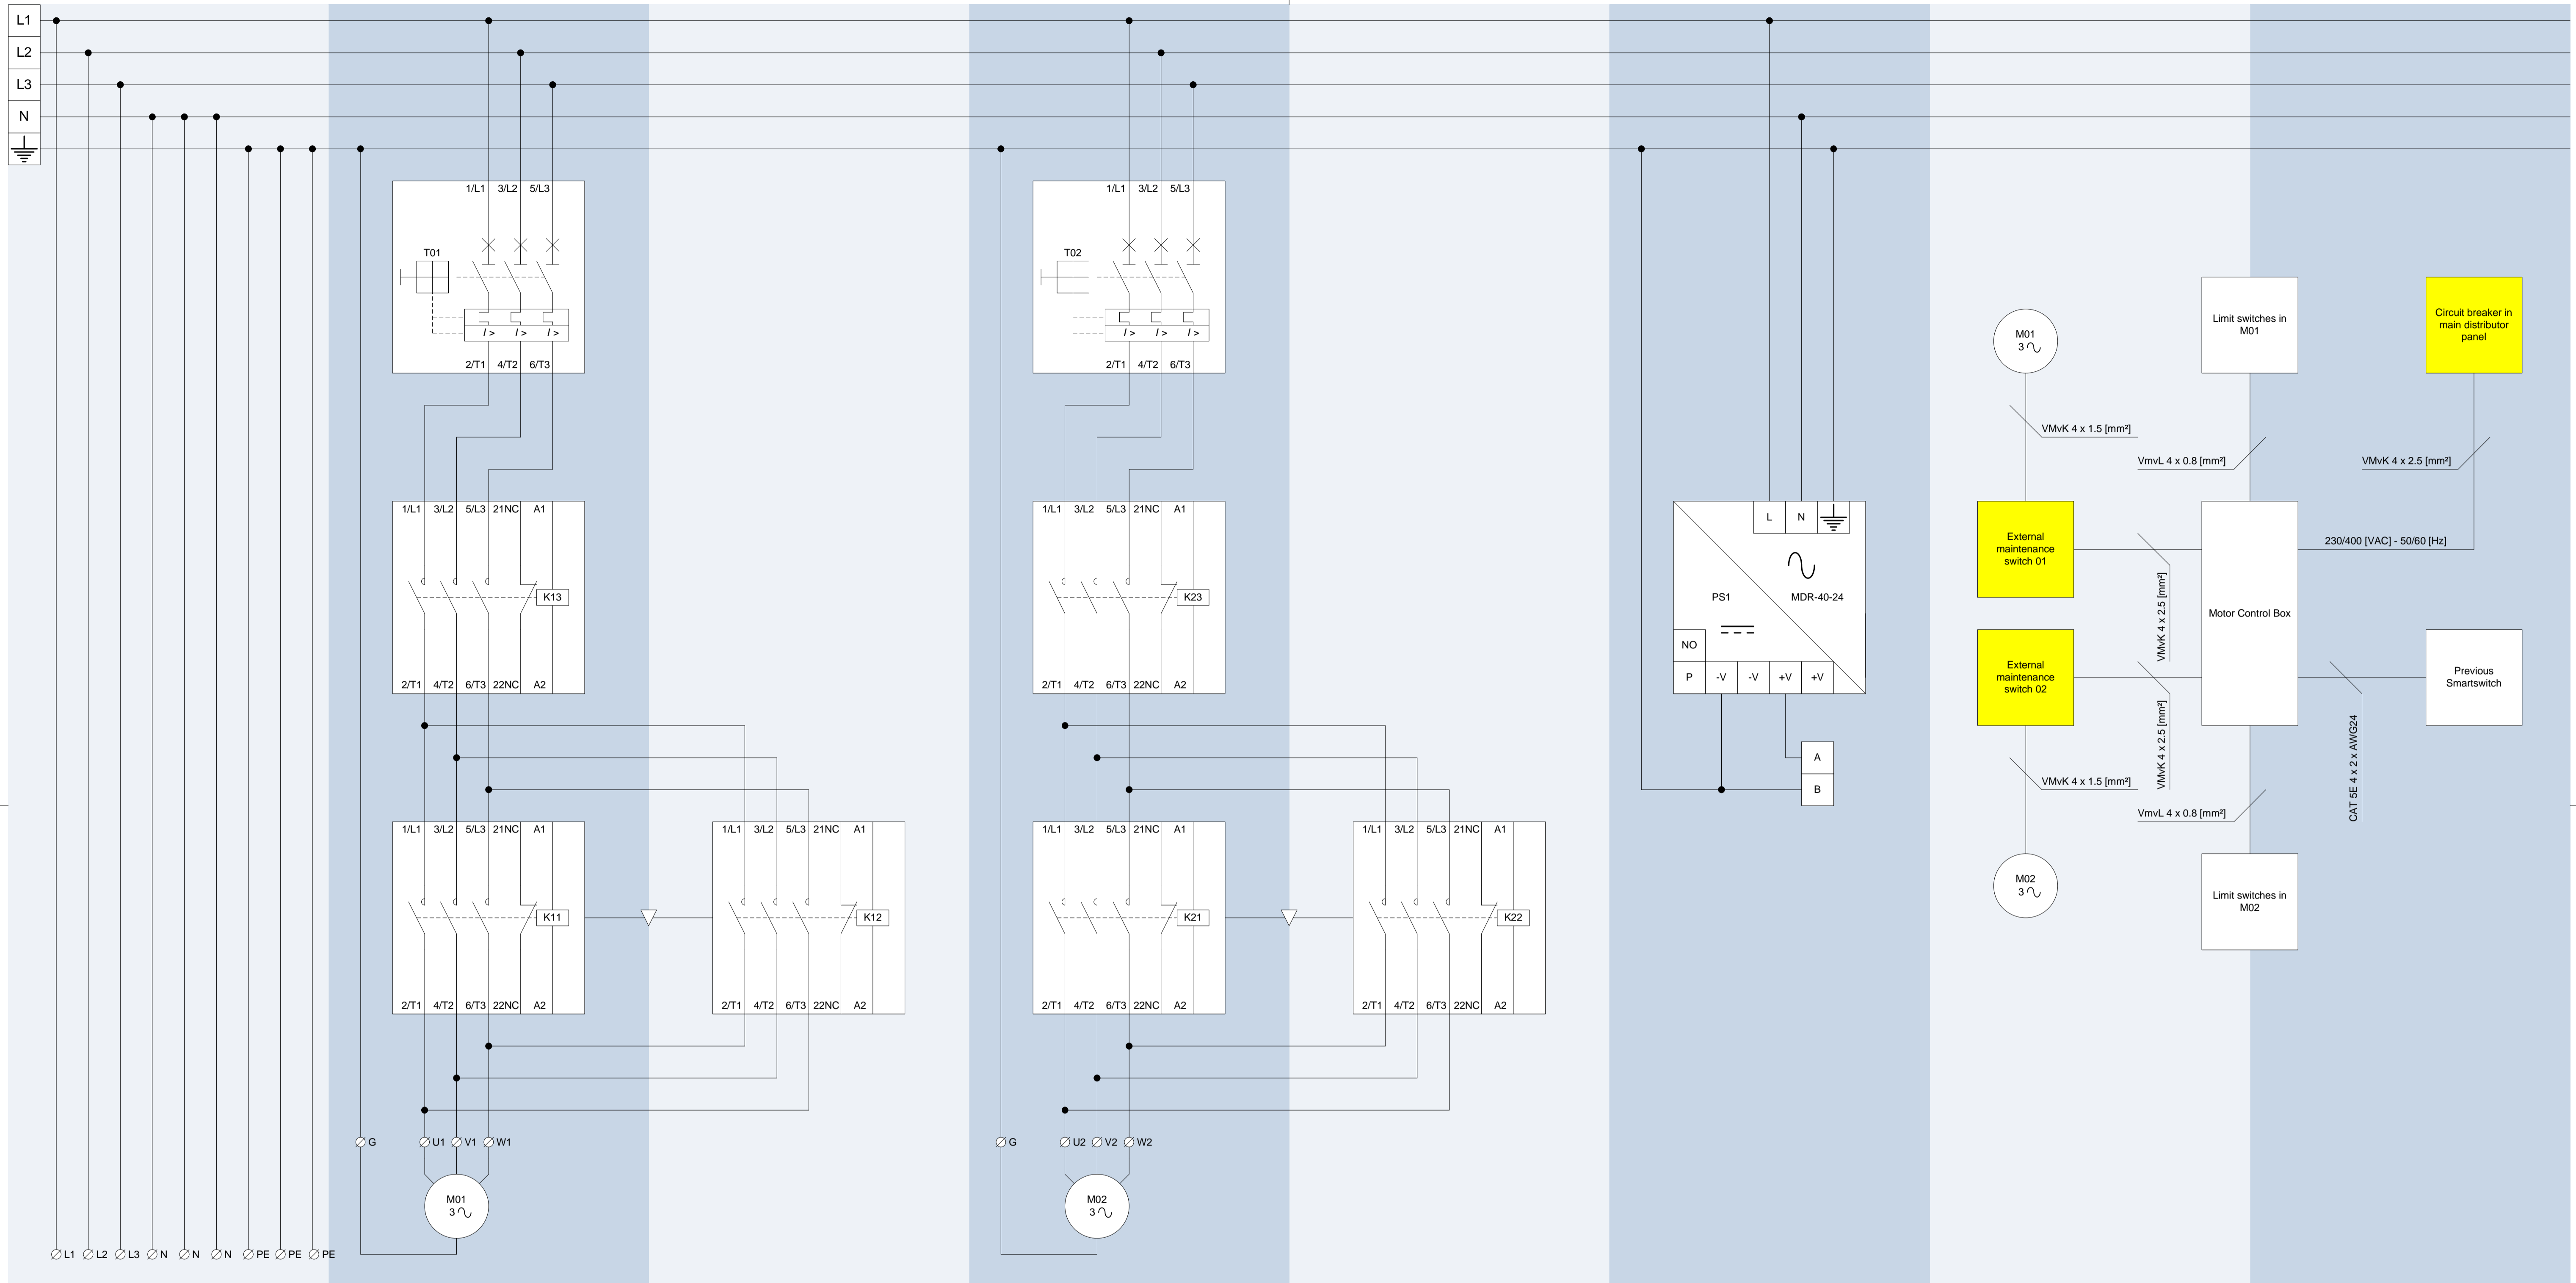 L1
L2
L3
N
1/L1 3/L2 5/L3
T01
I > I > I >
2/T1 4/T2 6/T3
1/L1 3/L2 5/L3 21NC A1
K13
2/T1 4/T2 6/T3 22NC A2
1/L1 3/L2 5/L3 21NC A1
K11
2/T1 4/T2 6/T3 22NC A2
1/L1 3/L2 5/L3 21NC A1
K12
2/T1 4/T2 6/T3 22NC A2
G U1 V1 W1
M01
3
L1 L2 L3 N N N PE PE PE
1/L1 3/L2 5/L3
T02
I > I > I >
2/T1 4/T2 6/T3
1/L1 3/L2 5/L3 21NC A1
K23
2/T1 4/T2 6/T3 22NC A2
1/L1 3/L2 5/L3 21NC A1
K21
2/T1 4/T2 6/T3 22NC A2
1/L1 3/L2 5/L3 21NC A1
K22
2/T1 4/T2 6/T3 22NC A2
G U2 V2 W2
M02
3
L N
PS1
MDR-40-24
NO
P -V -V +V +V
A
B
M01
3
VMvK 4 x 1.5 [mm²]
External
maintenance
switch 01
VMvK 4 x 2.5 [mm²]
External
maintenance
switch 02
VMvK 4 x 2.5 [mm²]
VMvK 4 x 1.5 [mm²]
M02
3
Limit switches in
M01
VmvL 4 x 0.8 [mm²]
Motor Control Box
VmvL 4 x 0.8 [mm²]
Limit switches in
M02
Circuit breaker in
main distributor
panel
VMvK 4 x 2.5 [mm²]
230/400 [VAC] - 50/60 [Hz]
Previous
Smartswitch
CAT 5E 4 x 2 x AWG24